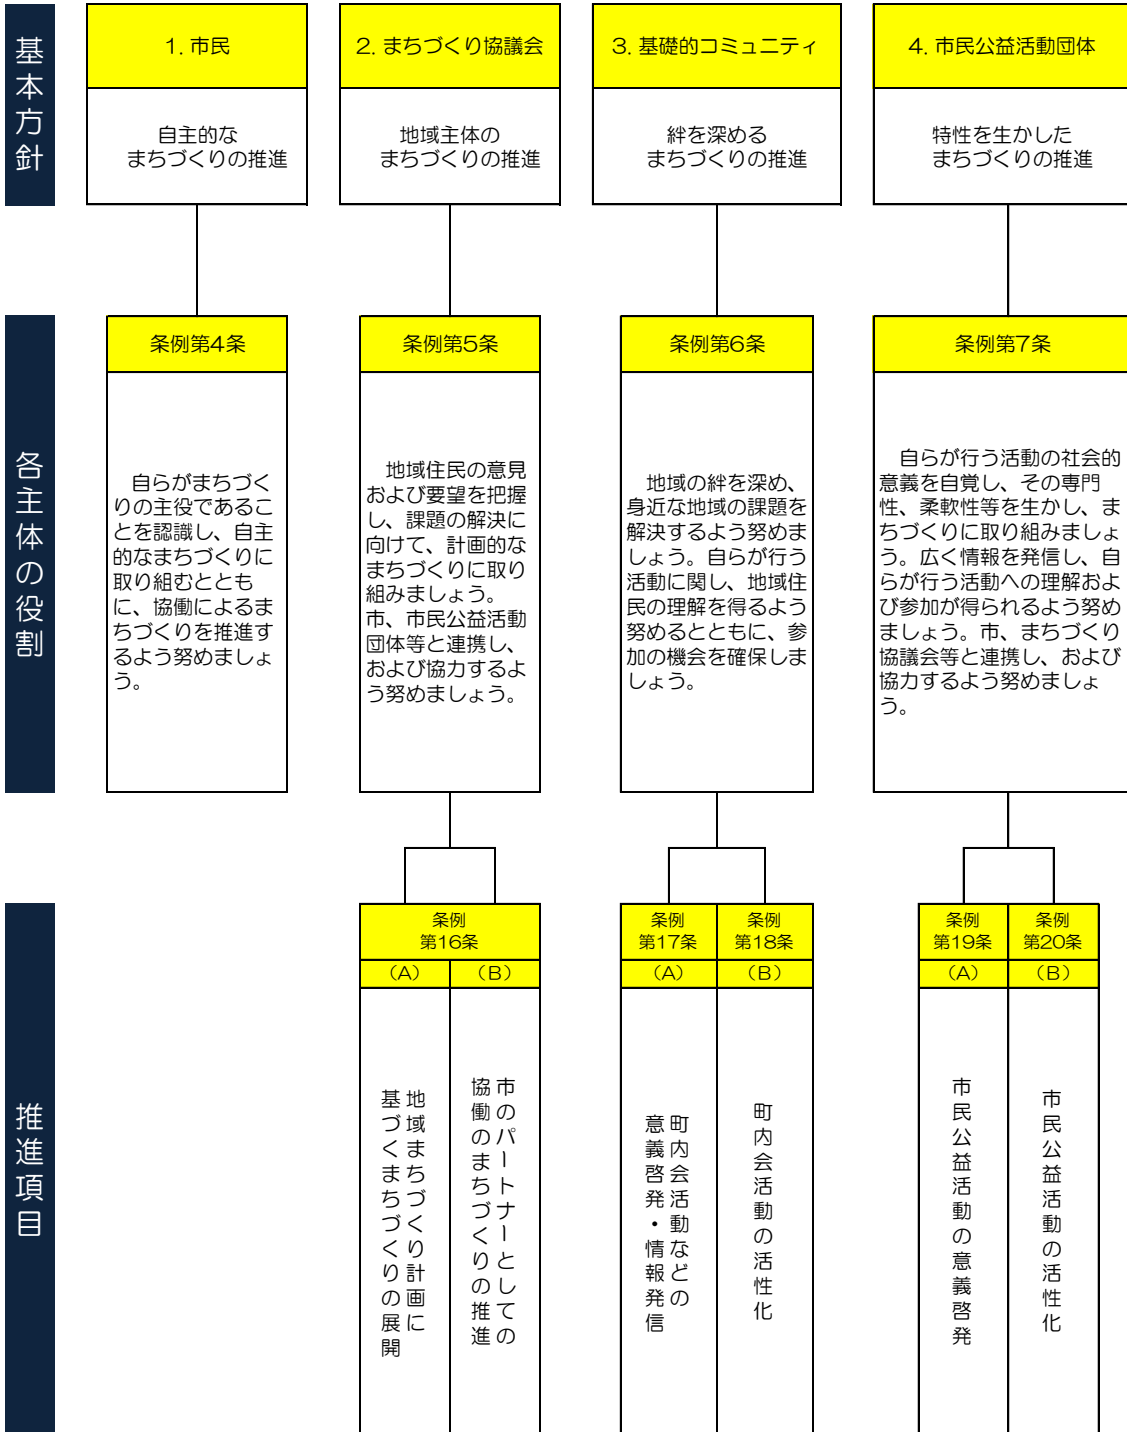 基本方針
1. 市民
自主的な
まちづくりの推進
2. まちづくり協議会
地域主体の
まちづくりの推進
3. 基礎的コミュニティ
絆を深める
まちづくりの推進
4. 市民公益活動団体
特性を生かした
まちづくりの推進
各主体の役割
条例第4条
自らがまちづく
りの主役であるこ
とを認識し、自主
的なまちづくりに
取り組むととも
に、協働によるま
ちづくりを推進す
るよう努めましょ
う。
条例第5条
地域住民の意見
および要望を把握
し、課題の解決に
向けて、計画的な
まちづくりに取り
組みましょう。
市、市民公益活動
団体等と連携し、
および協力するよ
う努めましょう。
条例第6条
地域の絆を深め、
身近な地域の課題を
解決するよう努めま
しょう。自らが行う
活動に関し、地域住
民の理解を得るよう
努めるとともに、参
加の機会を確保しま
しょう。
条例第7条
自らが行う活動の社会的
意義を自覚し、その専門
性、柔軟性等を生かし、ま
ちづくりに取り組みましょ
う。広く情報を発信し、自
らが行う活動への理解およ
び参加が得られるよう努め
ましょう。市、まちづくり
協議会等と連携し、および
協力するよう努めましょ
う。
推進項目
条例
第16条
(A)
地域まちづくり計画に
基づくまちづくりの展開
(B)
市のパートナーとしての
協働のまちづくりの推進
条例
第17条
(A)
町内会活動などの
意義啓発・情報発信
条例
第18条
(B)
町内会活動の活性化
条例
第19条
(A)
市民公益活動の意義啓発
条例
第20条
(B)
市民公益活動の活性化